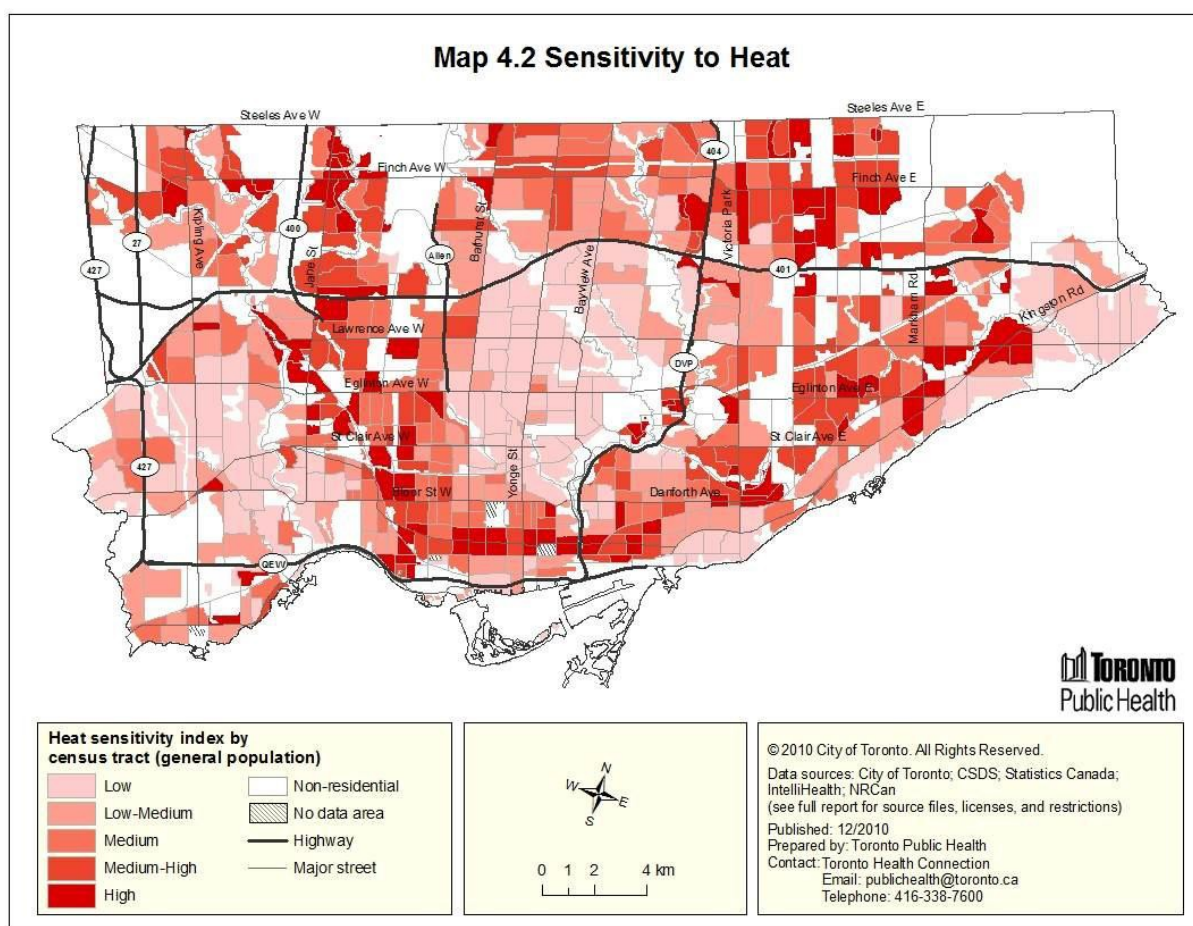 Map 4.2 Sensitivity to Heat
Steeles Ave W
Steeles Ave E
Finch Ave W
404
Finch Ave E
Kipling Ave
27
400
Jane St
Allen
Bathurst St
Bayview Ave
Victoria Park
427
401
Markham Rd
Kingston Rd
Lawrence Ave W
DVP
Eglinton Ave W
Eglinton Ave E
St Clair Ave W
St Clair Ave E
427
Yonge St
Bloor St W
Danforth Ave
QEW
TORONTO
Public Health
Heat sensitivity index by
census tract (general population)
Low
Low-Medium
Medium
Medium-High
High
Non-residential
No data area
Highway
Major street
N
W
E
S
0 1 2 4 km
© 2010 City of Toronto. All Rights Reserved.
Data sources: City of Toronto; CSDS; Statistics Canada;
IntelliHealth; NRCan
(see full report for source files, licenses, and restrictions)
Published: 12/2010
Prepared by: Toronto Public Health
Contact: Toronto Health Connection
Email: publichealth@toronto.ca
Telephone: 416-338-7600